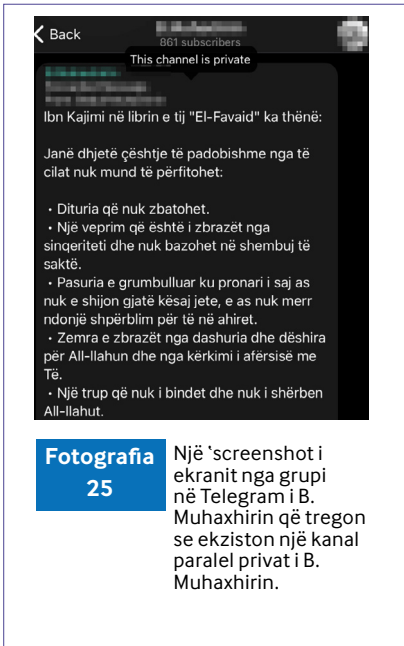 Back
861 subscribers
This channel is private
Ibn Kajimi në librin e tij "El-Favaid" ka thënë:
Janë dhjetë çështje të padobishme nga të
cilat nuk mund të përfitohet:
• Dituria që nuk zbatohet.
• Një veprim që është i zbrazët nga
sinqeriteti dhe nuk bazohet në shembuj të
saktë.
• Pasuria e grumbulluar ku pronari i saj as
nuk e shijon gjatë kësaj jete, e as nuk merr
ndonjë shpërblim për të në ahiret.
• Zemra e zbrazët nga dashuria dhe dëshira
për All-llahun dhe nga kërkimi i afërsisë me
Të.
• Një trup që nuk i bindet dhe nuk i shërben
All-llahut.
Fotografia
25
Një ‘screenshot i
ekranit nga grupi
në Telegram i B.
Muhaxhirin që tregon
se ekziston një kanal
paralel privat i B.
Muhaxhirin.